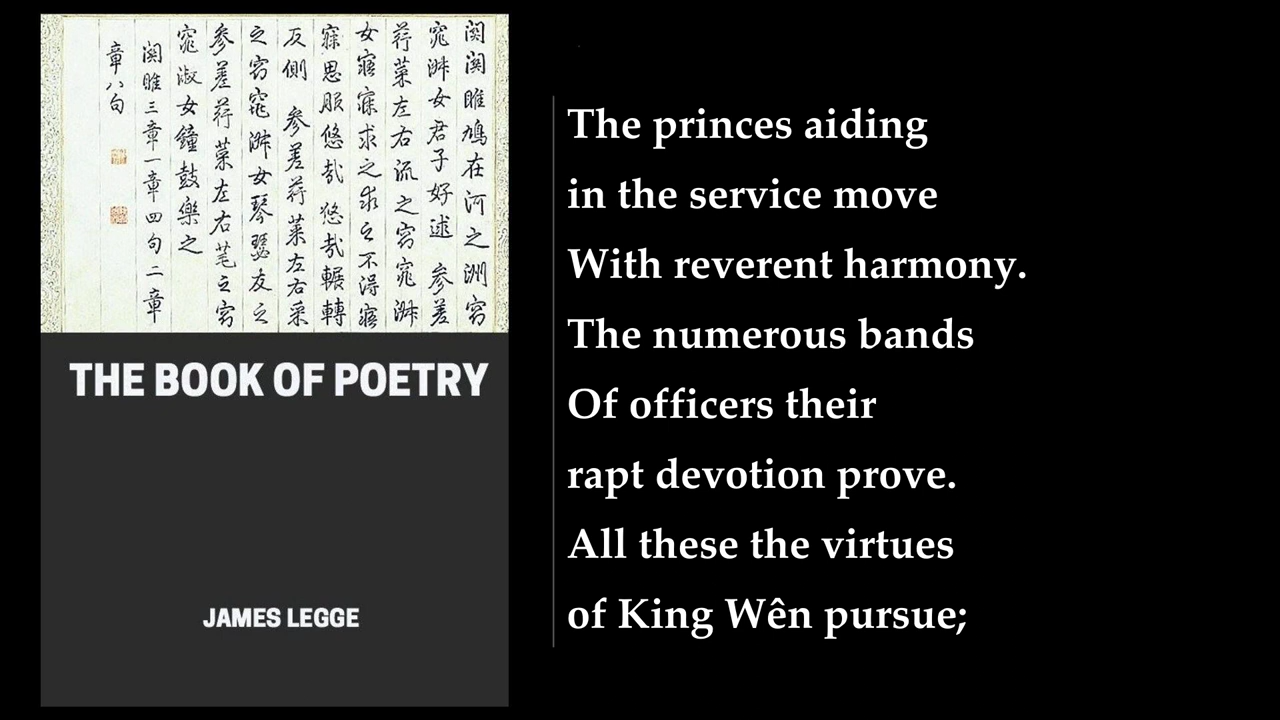 關關雎鳩在河之洲窈
窕淑女君子好逑 參差
荇菜左右流之窈窕淑
女寤寐求之求之不得寤
寐思服悠哉悠哉輾轉
反側 參差荇菜左右采
之窈窕淑女琴瑟友之
參差荇菜左右芼之窈
窕淑女鐘鼓樂之
關雎三章一章四句二章
章八句
THE BOOK OF POETRY
JAMES LEGGE
The princes aiding
in the service move
With reverent harmony.
The numerous bands
Of officers their
rapt devotion prove.
All these the virtues
of King Wên pursue;